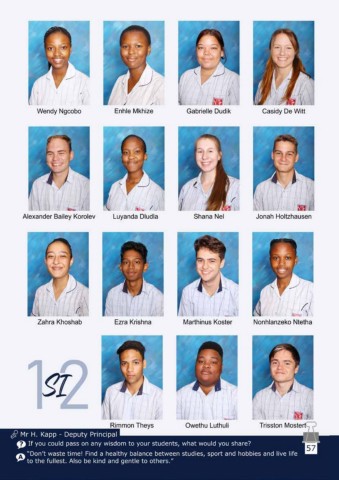 Wendy Ngcobo
Enhle Mkhize
Gabrielle Dudik
Casidy De Witt
Alexander Bailey Korolev
Luyanda Dludla
Shana Nel
Jonah Holtzhausen
Zahra Khoshab
Ezra Krishna
Marthinus Koster
Nonhlanzeko Ntetha
12
SI
Rimmon Theys
Owethu Luthuli
Trisston Mostert
Mr H. Kapp - Deputy Principal
? If you could pass on any wisdom to your students, what would you share?
A "Don't waste time! Find a healthy balance between studies, sport and hobbies and live life
to the fullest. Also be kind and gentle to others."
57